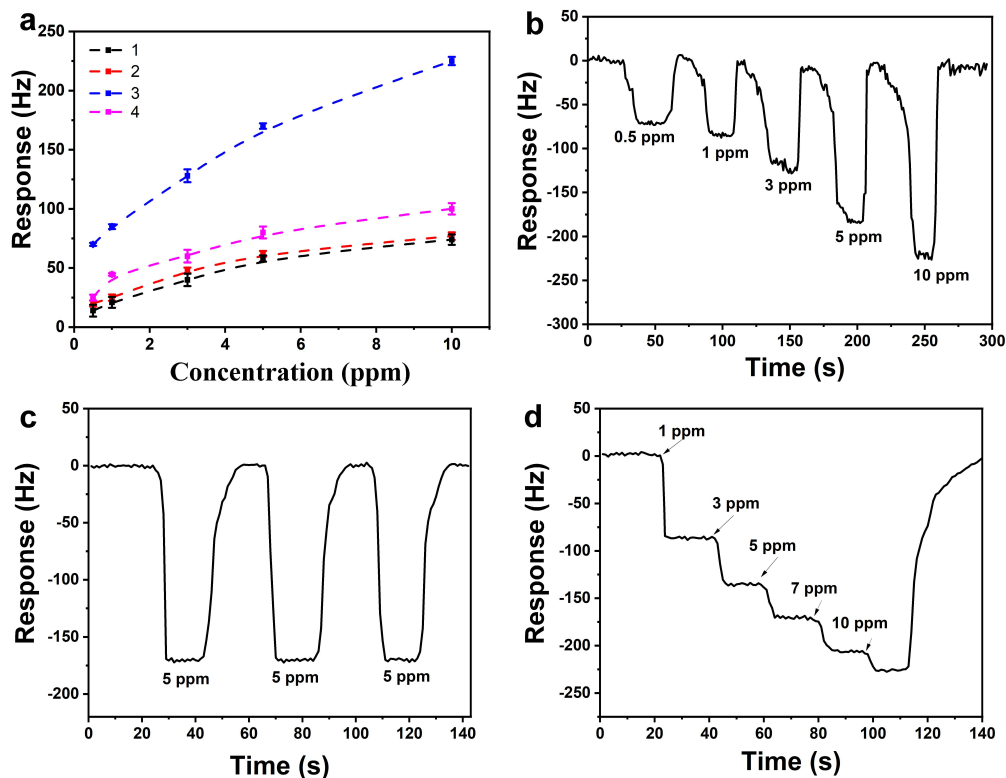 a
Response (Hz)
250
200
150
100
50
0
1
2
3
4
0
2
4
6
8
10
Concentration (ppm)
b
Response (Hz)
50
0
-50
-100
-150
-200
-250
-300
0.5 ppm
1 ppm
3 ppm
5 ppm
10 ppm
0
50
100
150
200
250
300
Time (s)
c
Response (Hz)
50
0
-50
-100
-150
-200
5 ppm
5 ppm
5 ppm
0
20
40
60
80
100
120
140
Time (s)
d
Response (Hz)
50
0
-50
-100
-150
-200
-250
1 ppm
3 ppm
5 ppm
7 ppm
10 ppm
0
20
40
60
80
100
120
140
Time (s)